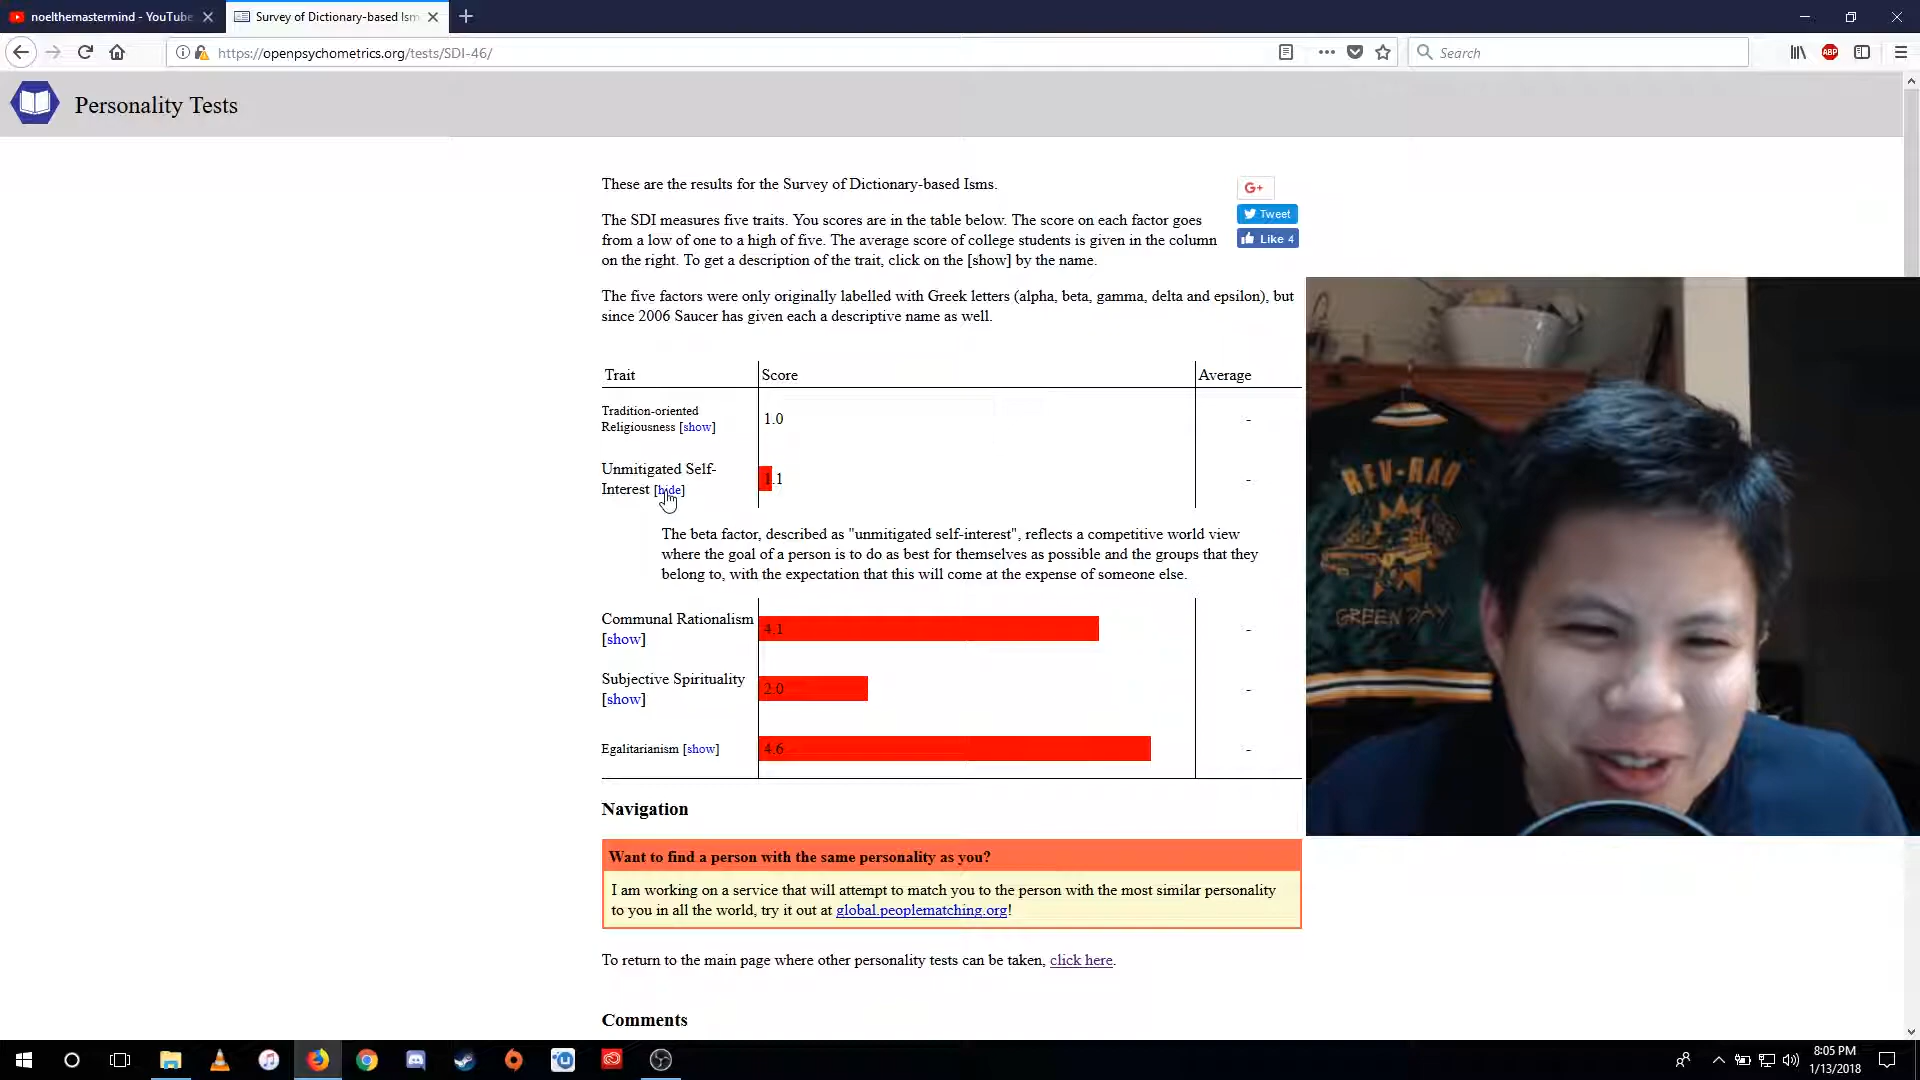 noelthemastermind - YouTube
Survey of Dictionary-based Ism
https://openpsychometrics.org/tests/SDI-46/
Search
ABP
Personality Tests
These are the results for the Survey of Dictionary-based Isms.
G+
The SDI measures five traits. You scores are in the table below. The score on each factor goes
Tweet
from a low of one to a high of five. The average score of college students is given in the column
Like 4
on the right. To get a description of the trait, click on the [show] by the name.
The five factors were only originally labelled with Greek letters (alpha, beta, gamma, delta and epsilon), but
since 2006 Saucer has given each a descriptive name as well.
Trait Score Average
Tradition-oriented
Religiousness [show] 1.0 -
Unmitigated Self-
Interest [hide] 1.1 -
The beta factor, described as "unmitigated self-interest", reflects a competitive world view
where the goal of a person is to do as best for themselves as possible and the groups that they
belong to, with the expectation that this will come at the expense of someone else.
Communal Rationalism
[show] 4.1 -
Subjective Spirituality
[show] 2.0 -
Egalitarianism [show] 4.6 -
REV-RAD
GREEN DAY
Navigation
Want to find a person with the same personality as you?
I am working on a service that will attempt to match you to the person with the most similar personality
to you in all the world, try it out at global.peoplematching.org!
To return to the main page where other personality tests can be taken, click here.
Comments
8:05 PM
1/13/2018